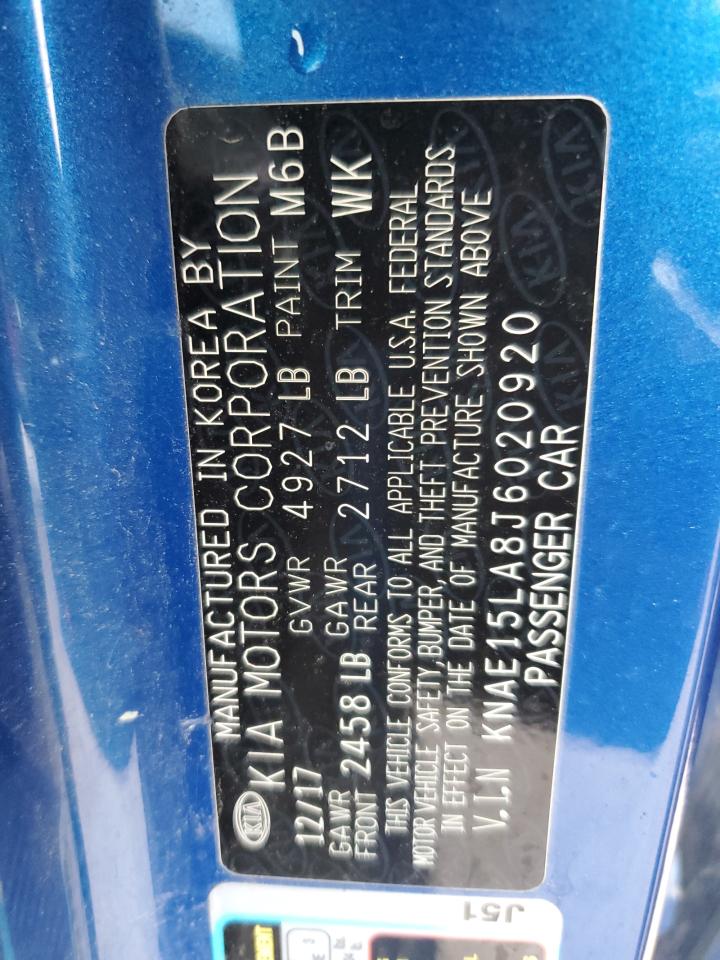 MANUFACTURED IN KOREA BY
KIA KIA MOTORS CORPORATION
12/17 GVWR 4927 LB PAINT M6B
GAWR FRONT 2458 LB GAWR REAR 2712 LB TRIM WK
THIS VEHICLE CONFORMS TO ALL APPLICABLE U.S.A. FEDERAL
MOTOR VEHICLE SAFETY, BUMPER, AND THEFT PREVENTION STANDARDS
IN EFFECT ON THE DATE OF MANUFACTURE SHOWN ABOVE
V.I.N KNAE15LA8J6020920
PASSENGER CAR
J51